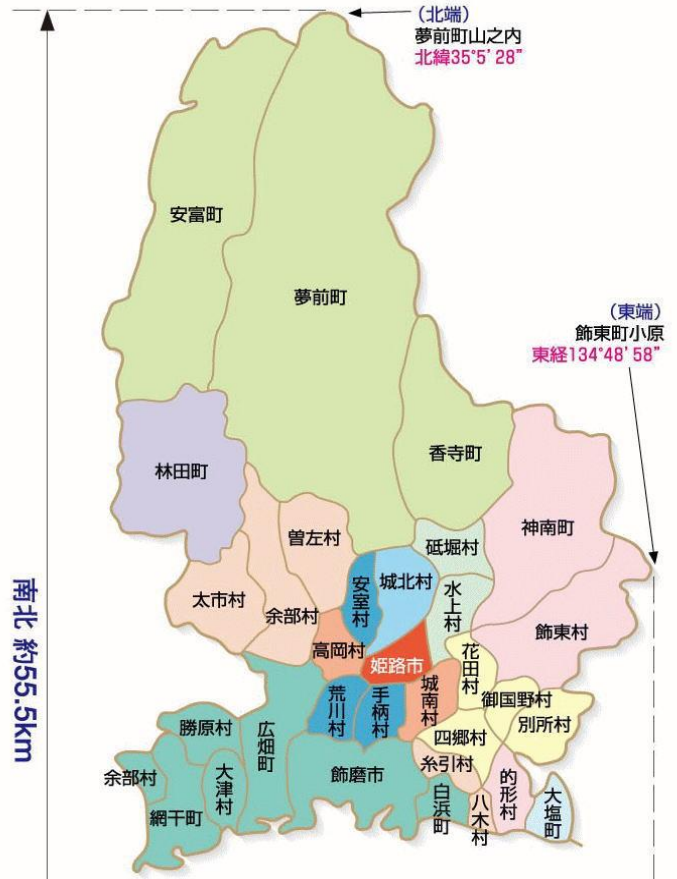 (北端)
夢前町山之内
北緯35°5’28”
安富町
夢前町
(東端)
飾東町小原
東経134°48’58”
香寺町
林田町
神南町
曽左村
砥堀村
安室村
城北村
太市村
余部村
水上村
飾東村
高岡村
姫路市
花田村
城南村
御国野村
荒川村
手柄村
別所村
勝原村
広畑町
四郷村
糸引村
余部村
大津村
飾磨市
網干町
白浜町
八木村
的形村
大塩町
南北 約55.5km